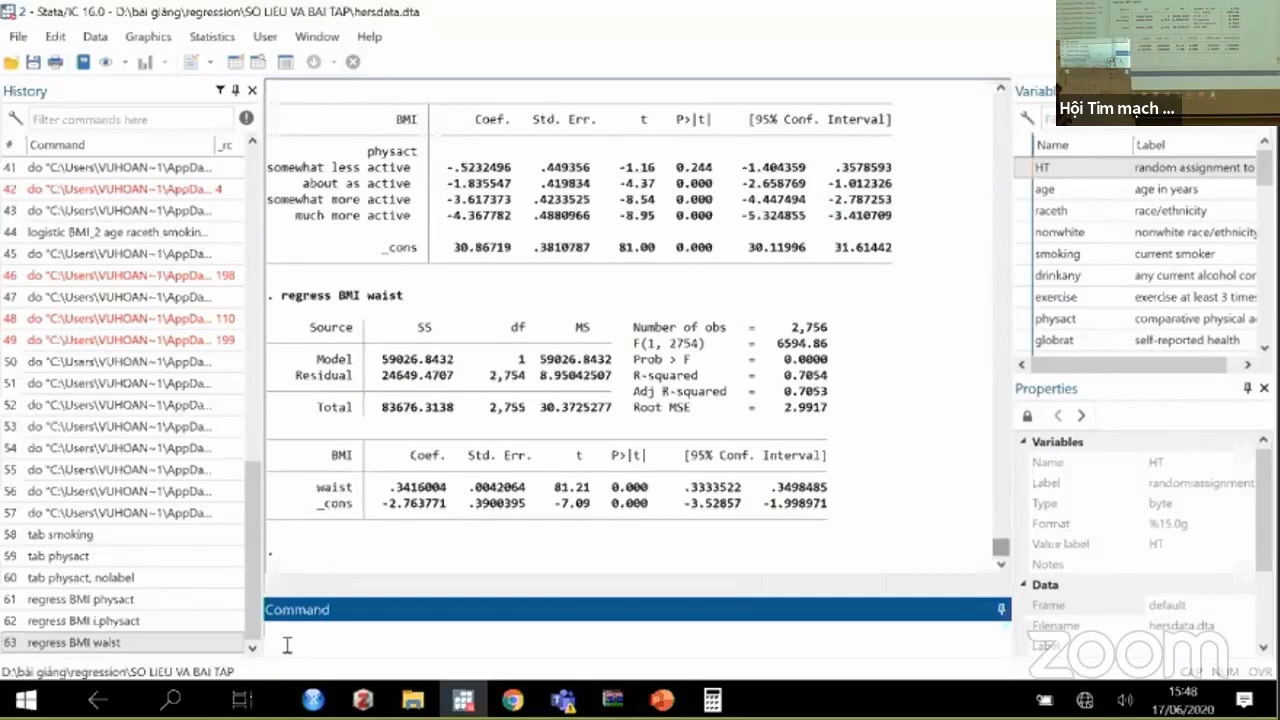 2 - Stata/IC 16.0 - D:\bài giảng\regression\SO LIEU VA BAI TAP\hersdata.dta
File Edit Data Graphics Statistics User Window Help
History
Filter commands here
# Command _rc
41 do "C:\Users\VUHOAN~1\AppDa...
42 do "C:\Users\VUHOAN~1\AppDa... 4
43 do "C:\Users\VUHOAN~1\AppDa...
44 logistic BMI_2 age raceth smokin...
45 do "C:\Users\VUHOAN~1\AppDa...
46 do "C:\Users\VUHOAN~1\AppDa... 198
47 do "C:\Users\VUHOAN~1\AppDa...
48 do "C:\Users\VUHOAN~1\AppDa... 110
49 do "C:\Users\VUHOAN~1\AppDa... 199
50 do "C:\Users\VUHOAN~1\AppDa...
51 do "C:\Users\VUHOAN~1\AppDa...
52 do "C:\Users\VUHOAN~1\AppDa...
53 do "C:\Users\VUHOAN~1\AppDa...
54 do "C:\Users\VUHOAN~1\AppDa...
55 do "C:\Users\VUHOAN~1\AppDa...
56 do "C:\Users\VUHOAN~1\AppDa...
57 do "C:\Users\VUHOAN~1\AppDa...
58 tab smoking
59 tab physact
60 tab physact, nolabel
61 regress BMI physact
62 regress BMI i.physact
63 regress BMI waist
BMI Coef. Std. Err. t P>|t| [95% Conf. Interval]
physact
somewhat less active -.5232496 .449356 -1.16 0.244 -1.404359 .3578593
about as active -1.835547 .419834 -4.37 0.000 -2.658769 -1.012326
somewhat more active -3.617373 .4233525 -8.54 0.000 -4.447494 -2.787253
much more active -4.367782 .4880976 -8.95 0.000 -5.324855 -3.410709
_cons 30.86719 .3810787 81.00 0.000 30.11996 31.61442
. regress BMI waist
Source SS df MS Number of obs = 2,756
F(1, 2754) = 6594.86
Model 59026.8432 1 59026.8432 Prob > F = 0.0000
Residual 24649.4707 2,754 8.95042507 R-squared = 0.7054
Adj R-squared = 0.7053
Total 83676.3138 2,755 30.3725277 Root MSE = 2.9917
BMI Coef. Std. Err. t P>|t| [95% Conf. Interval]
waist .3416004 .0042064 81.21 0.000 .3333522 .3498485
_cons -2.763771 .3900395 -7.09 0.000 -3.52857 -1.998971
.
Command
Variabl
Hội Tim mạch ...
Name Label
HT random assignment to
age age in years
raceth race/ethnicity
nonwhite nonwhite race/ethnicity
smoking current smoker
drinkany any current alcohol con
exercise exercise at least 3 times
physact comparative physical a
globrat self-reported health
Properties
Variables
Name HT
Label random assignment
Type byte
Format %15.0g
Value label HT
Notes
Data
Frame default
Filename hersdata.dta
Label
zoom
D:\bài giảng\regression\SO LIEU VA BAI TAP
CAP NUM OVR
15:48
17/06/2020